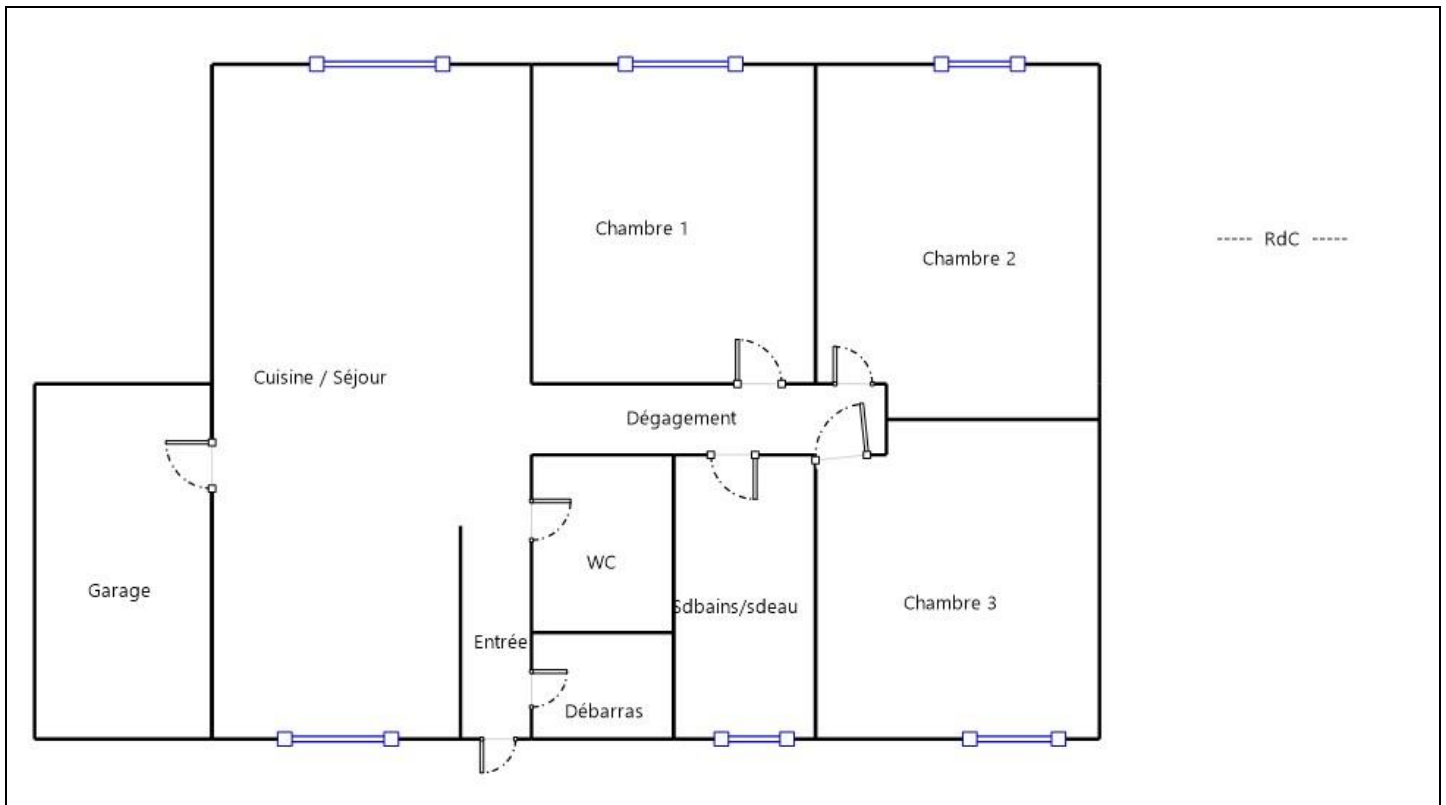 Chambre 1
----- RdC -----
Chambre 2
Cuisine / Séjour
Dégagement
WC
Garage
Sdbains/sdeau
Chambre 3
Entrée
Débarras